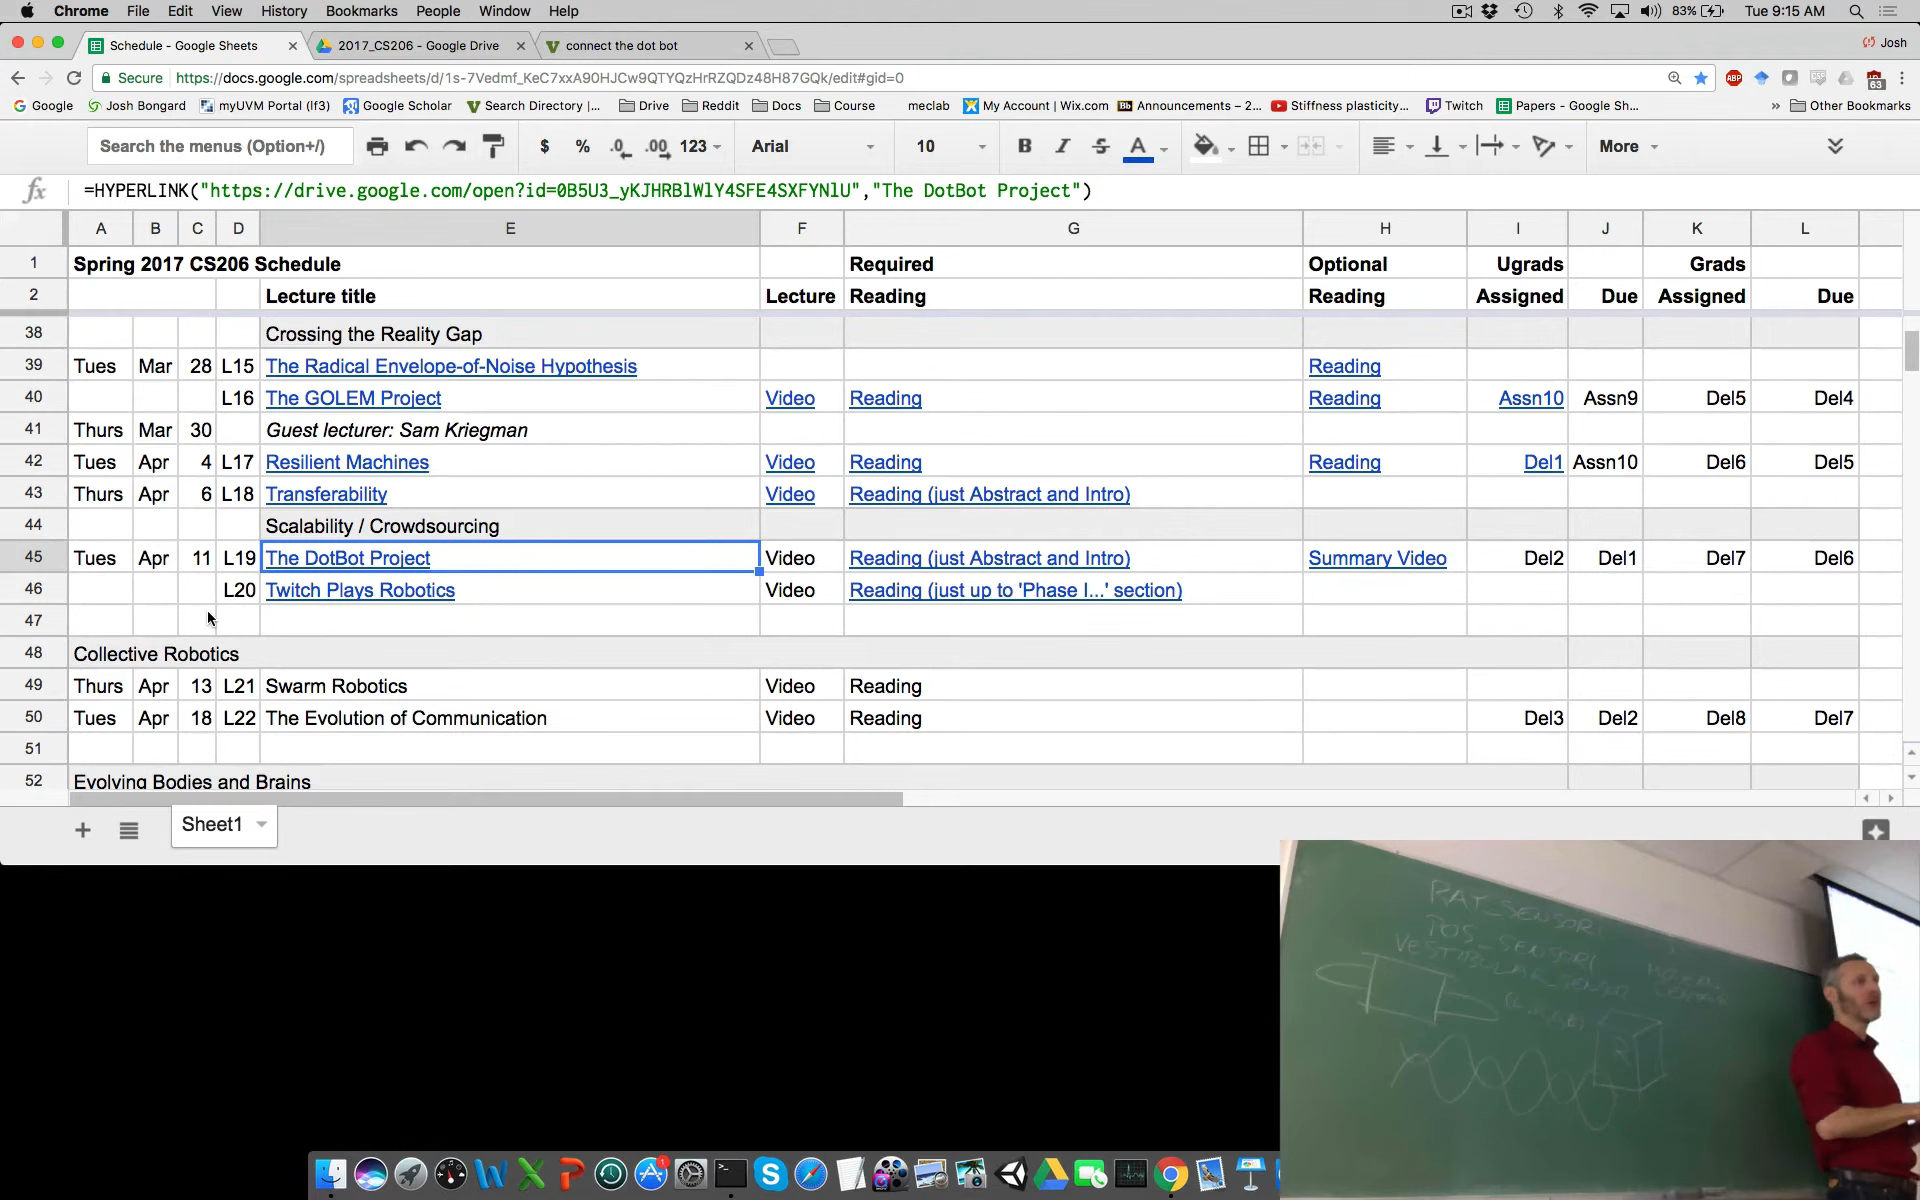 Chrome File Edit View History Bookmarks People Window Help 83% Tue 9:15 AM
Schedule - Google Sheets × 2017_CS206 - Google Drive × connect the dot bot × Josh
Secure https://docs.google.com/spreadsheets/d/1s-7Vedmf_KeC7xxA90HJCw9QTYQzHrRZQDz48H87GQk/edit#gid=0 ABP 63
Google Josh Bongard myUVM Portal (lf3) Google Scholar Search Directory |... Drive Reddit Docs Course meclab My Account | Wix.com Bb Announcements – 2... Stiffness plasticity... Twitch Papers - Google Sh... » Other Bookmarks
Search the menus (Option+/) $ % .0 .00 123 Arial 10 B I S A More
fx =HYPERLINK("https://drive.google.com/open?id=0B5U3_yKJHRBlWlY4SFE4SXFYNlU","The DotBot Project")
A B C D E F G H I J K L
1 Spring 2017 CS206 Schedule Required Optional Ugrads Grads
2 Lecture title Lecture Reading Reading Assigned Due Assigned Due
38 Crossing the Reality Gap
39 Tues Mar 28 L15 The Radical Envelope-of-Noise Hypothesis Reading
40 L16 The GOLEM Project Video Reading Reading Assn10 Assn9 Del5 Del4
41 Thurs Mar 30 Guest lecturer: Sam Kriegman
42 Tues Apr 4 L17 Resilient Machines Video Reading Reading Del1 Assn10 Del6 Del5
43 Thurs Apr 6 L18 Transferability Video Reading (just Abstract and Intro)
44 Scalability / Crowdsourcing
45 Tues Apr 11 L19 The DotBot Project Video Reading (just Abstract and Intro) Summary Video Del2 Del1 Del7 Del6
46 L20 Twitch Plays Robotics Video Reading (just up to 'Phase I...' section)
47
48 Collective Robotics
49 Thurs Apr 13 L21 Swarm Robotics Video Reading
50 Tues Apr 18 L22 The Evolution of Communication Video Reading Del3 Del2 Del8 Del7
51
52 Evolving Bodies and Brains
+ Sheet1
RAY_SENSOR(
POS_SENSOR(
VESTIBULAR_SENSOR